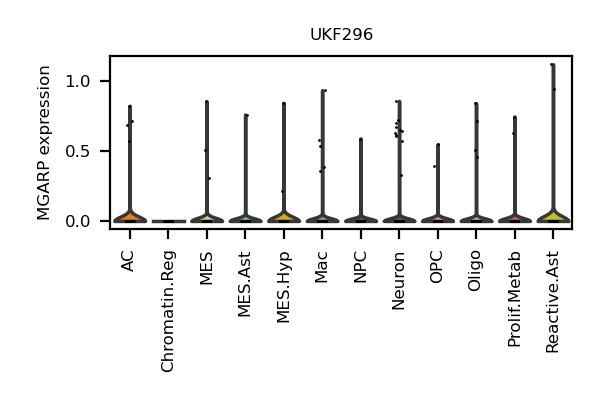 UKF296
MGARP expression
1.0
0.5
0.0
AC
Chromatin.Reg
MES
MES.Ast
MES.Hyp
Mac
NPC
Neuron
OPC
Oligo
Prolif.Metab
Reactive.Ast